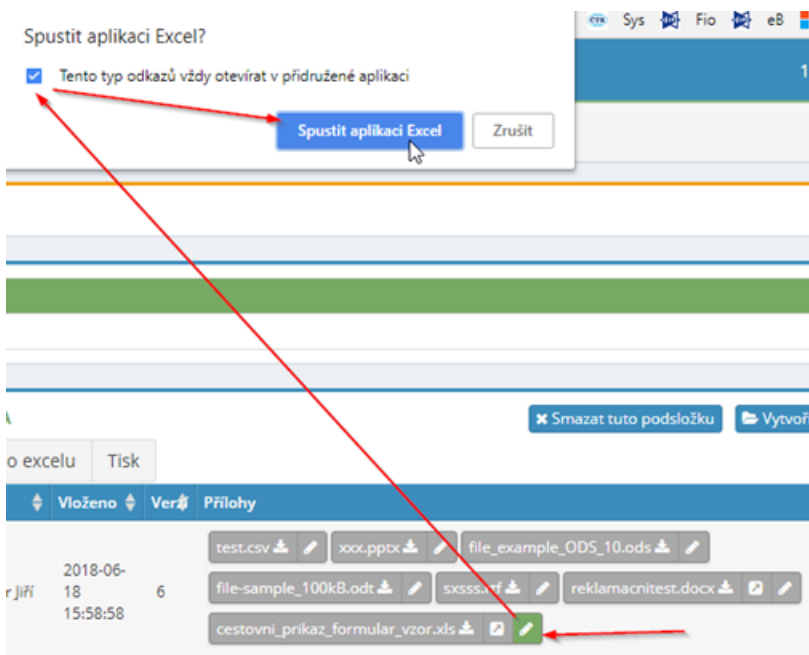 Spustit aplikaci Excel?
Sys Fio eB
Tento typ odkazů vždy otevírat v přidružené aplikaci
1
Spustit aplikaci Excel Zrušit
Smazat tuto podsložku Vytvoř
o excelu Tisk
Vloženo Přílohy
test.csv xxx.pptx file_example_ODS_10.ods
2018-06-
r Jiří 18 6 file-sample_100kB.odt reklamacnitest.docx
15:58:58
cestovni_prikaz_formular_vzor.xls